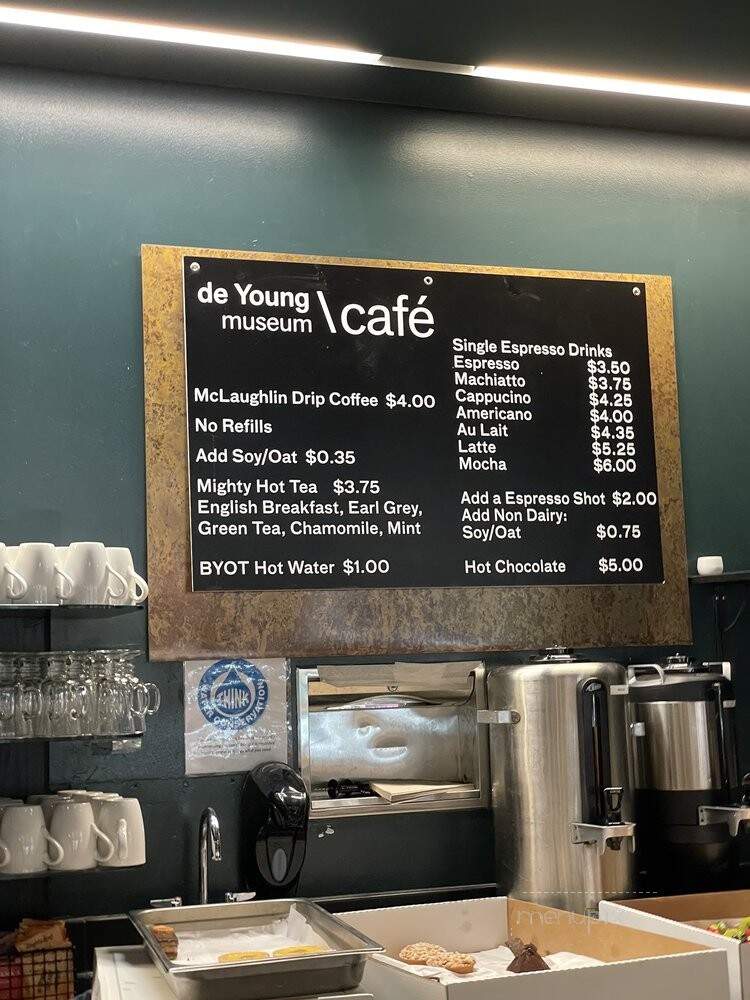 de Young
museum \ café
McLaughlin Drip Coffee $4.00
No Refills
Add Soy/Oat $0.35
Mighty Hot Tea $3.75
English Breakfast, Earl Grey,
Green Tea, Chamomile, Mint
BYOT Hot Water $1.00
Single Espresso Drinks
Espresso $3.50
Machiatto $3.75
Cappucino $4.25
Americano $4.00
Au Lait $4.35
Latte $5.25
Mocha $6.00
Add a Espresso Shot $2.00
Add Non Dairy:
Soy/Oat $0.75
Hot Chocolate $5.00
THINK
WATER CONSERVATION